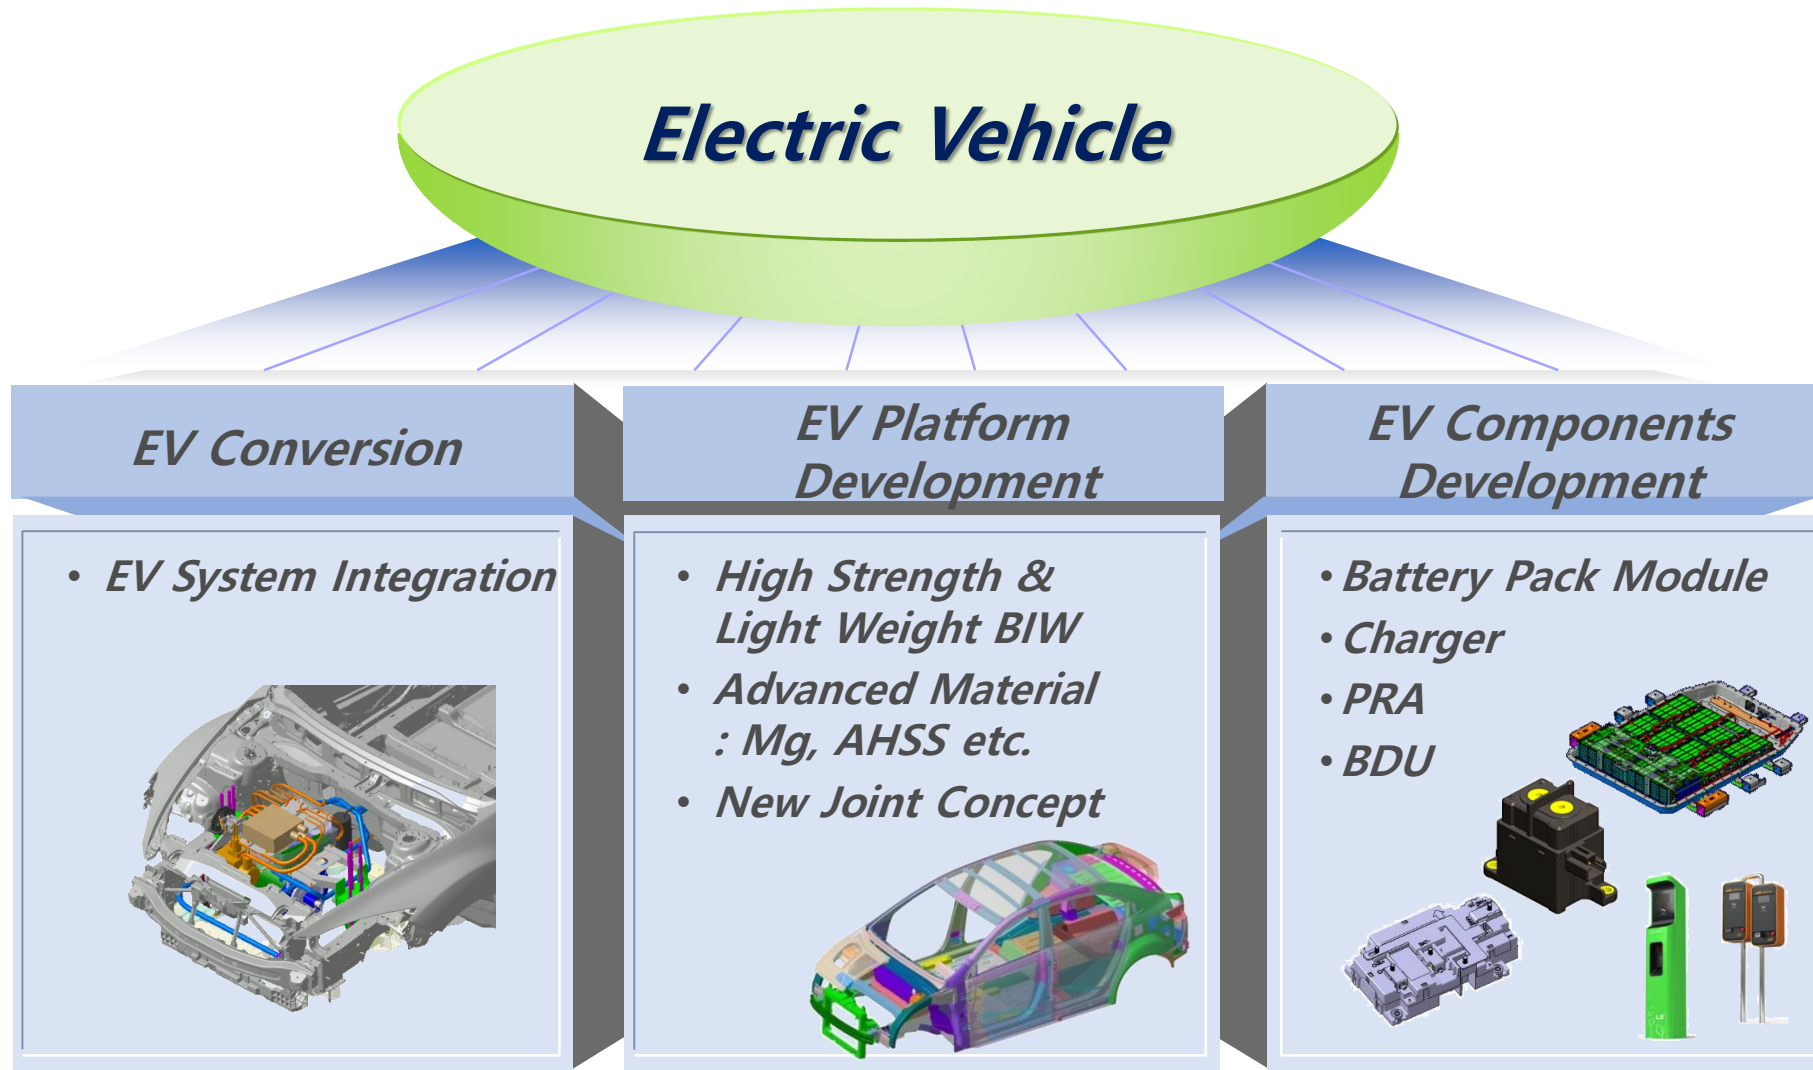 Electric Vehicle
EV Conversion
• EV System Integration
EV Platform
Development
• High Strength &
Light Weight BIW
• Advanced Material
: Mg, AHSS etc.
• New Joint Concept
EV Components
Development
• Battery Pack Module
• Charger
• PRA
• BDU